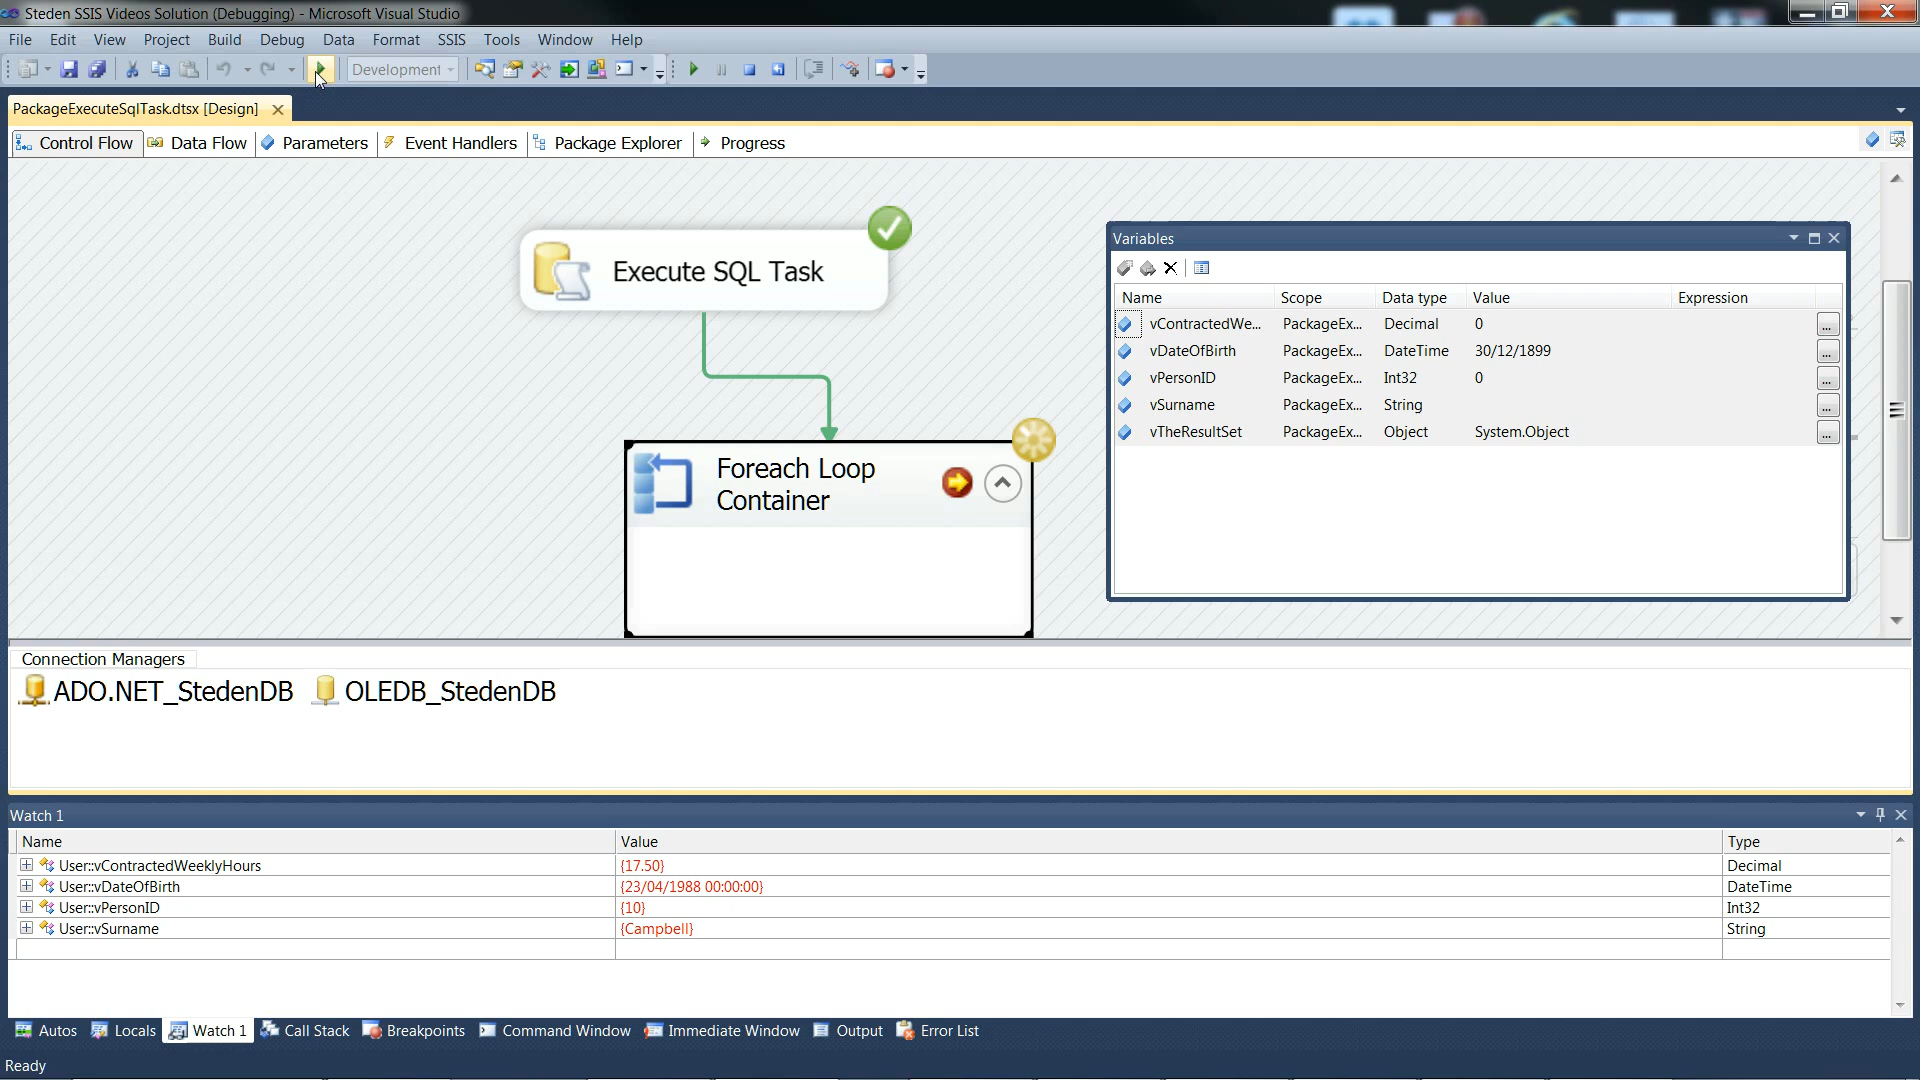 Steden SSIS Videos Solution (Debugging) - Microsoft Visual Studio
File Edit View Project Build Debug Data Format SSIS Tools Window Help
Development
PackageExecuteSqlTask.dtsx [Design]
Control Flow Data Flow Parameters Event Handlers Package Explorer Progress
Execute SQL Task
Foreach Loop
Container
Variables
Name Scope Data type Value Expression
vContractedWe... PackageEx... Decimal 0 ...
vDateOfBirth PackageEx... DateTime 30/12/1899 ...
vPersonID PackageEx... Int32 0 ...
vSurname PackageEx... String ...
vTheResultSet PackageEx... Object System.Object ...
Connection Managers
ADO.NET_StedenDB OLEDB_StedenDB
Watch 1
Name Value Type
User::vContractedWeeklyHours {17.50} Decimal
User::vDateOfBirth {23/04/1988 00:00:00} DateTime
User::vPersonID {10} Int32
User::vSurname {Campbell} String
Autos Locals Watch 1 Call Stack Breakpoints Command Window Immediate Window Output Error List
Ready